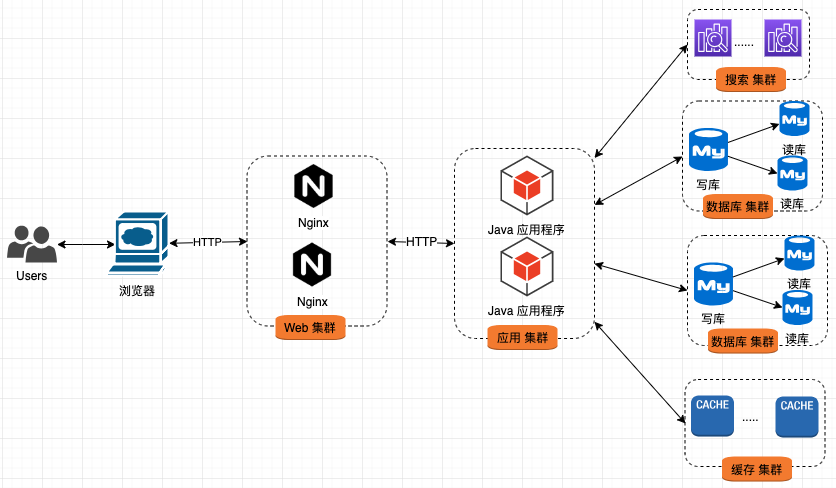 Users
浏览器
HTTP
Nginx
Nginx
Web 集群
HTTP
Java 应用程序
Java 应用程序
应用 集群
......
搜索 集群
My
写库
My
读库
My
读库
数据库 集群
My
写库
My
读库
My
读库
数据库 集群
CACHE
.....
CACHE
缓存 集群